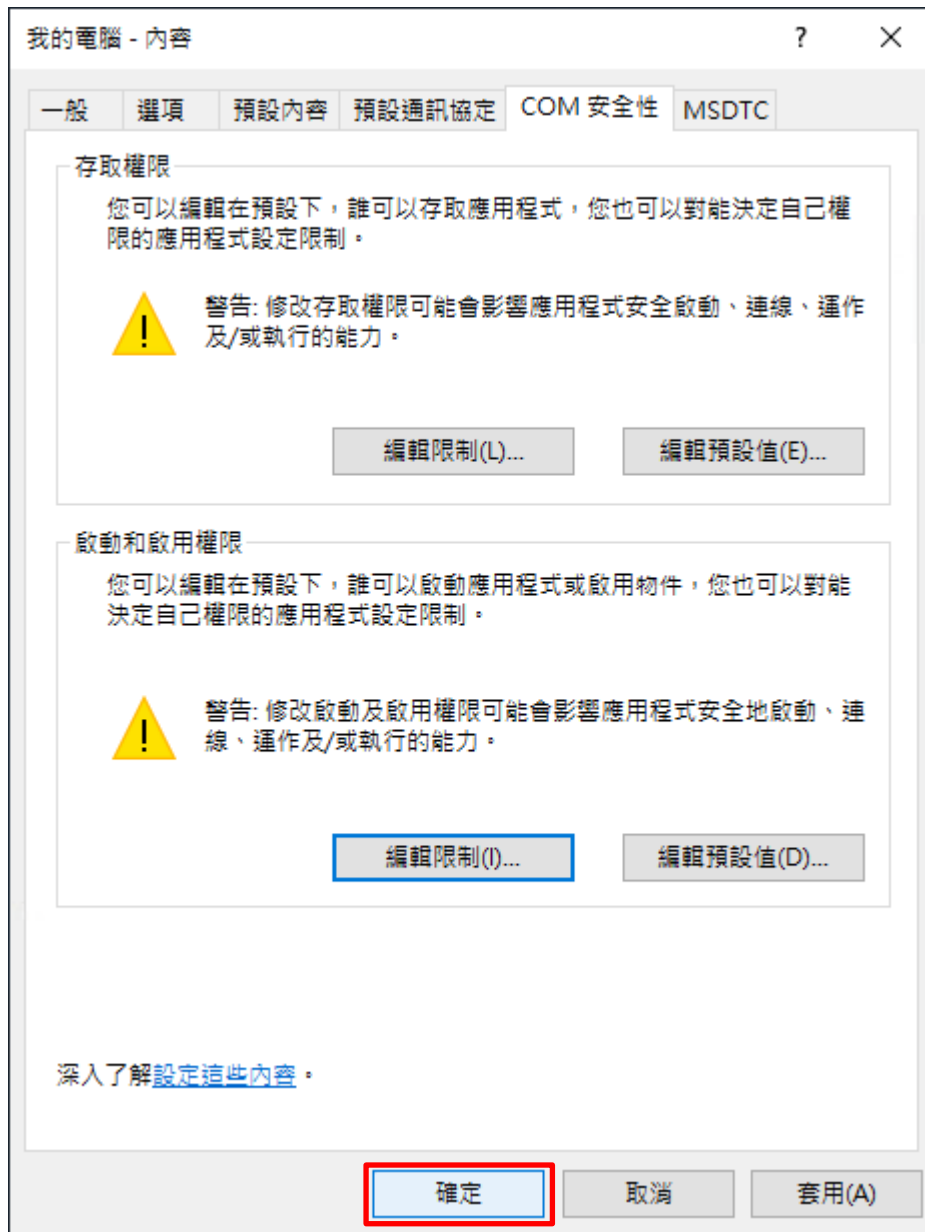 我的電腦 - 內容
?
一般 選項 預設內容 預設通訊協定 COM 安全性 MSDTC
存取權限
您可以編輯在預設下，誰可以存取應用程式，您也可以對能決定自己權
限的應用程式設定限制。
警告: 修改存取權限可能會影響應用程式安全啟動、連線、運作
及/或執行的能力。
編輯限制(L)... 編輯預設值(E)...
啟動和啟用權限
您可以編輯在預設下，誰可以啟動應用程式或啟用物件，您也可以對能
決定自己權限的應用程式設定限制。
警告: 修改啟動及啟用權限可能會影響應用程式安全地啟動、連
線、運作及/或執行的能力。
編輯限制(I)... 編輯預設值(D)...
深入了解設定這些內容。
確定 取消 套用(A)